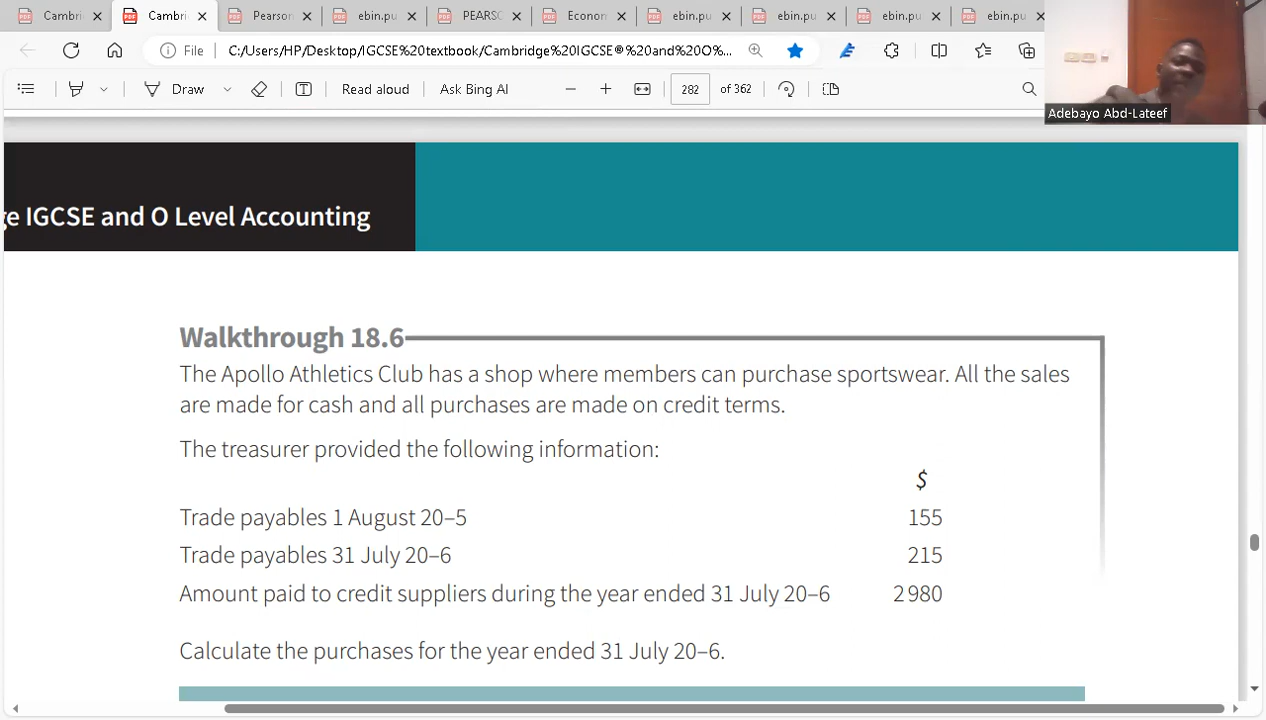 Cambri
Cambri
Pearson
ebin.pu
PEARSC
Econom
ebin.pu
ebin.pu
ebin.pu
ebin.pu
File
C:/Users/HP/Desktop/IGCSE%20textbook/Cambridge%20IGCSE®%20and%20O%...
Draw
Read aloud
Ask Bing AI
282
of 362
Adebayo Abd-Lateef
ge IGCSE and O Level Accounting
Walkthrough 18.6
The Apollo Athletics Club has a shop where members can purchase sportswear. All the sales
are made for cash and all purchases are made on credit terms.
The treasurer provided the following information:
$
Trade payables 1 August 20–5 155
Trade payables 31 July 20–6 215
Amount paid to credit suppliers during the year ended 31 July 20–6 2 980
Calculate the purchases for the year ended 31 July 20–6.